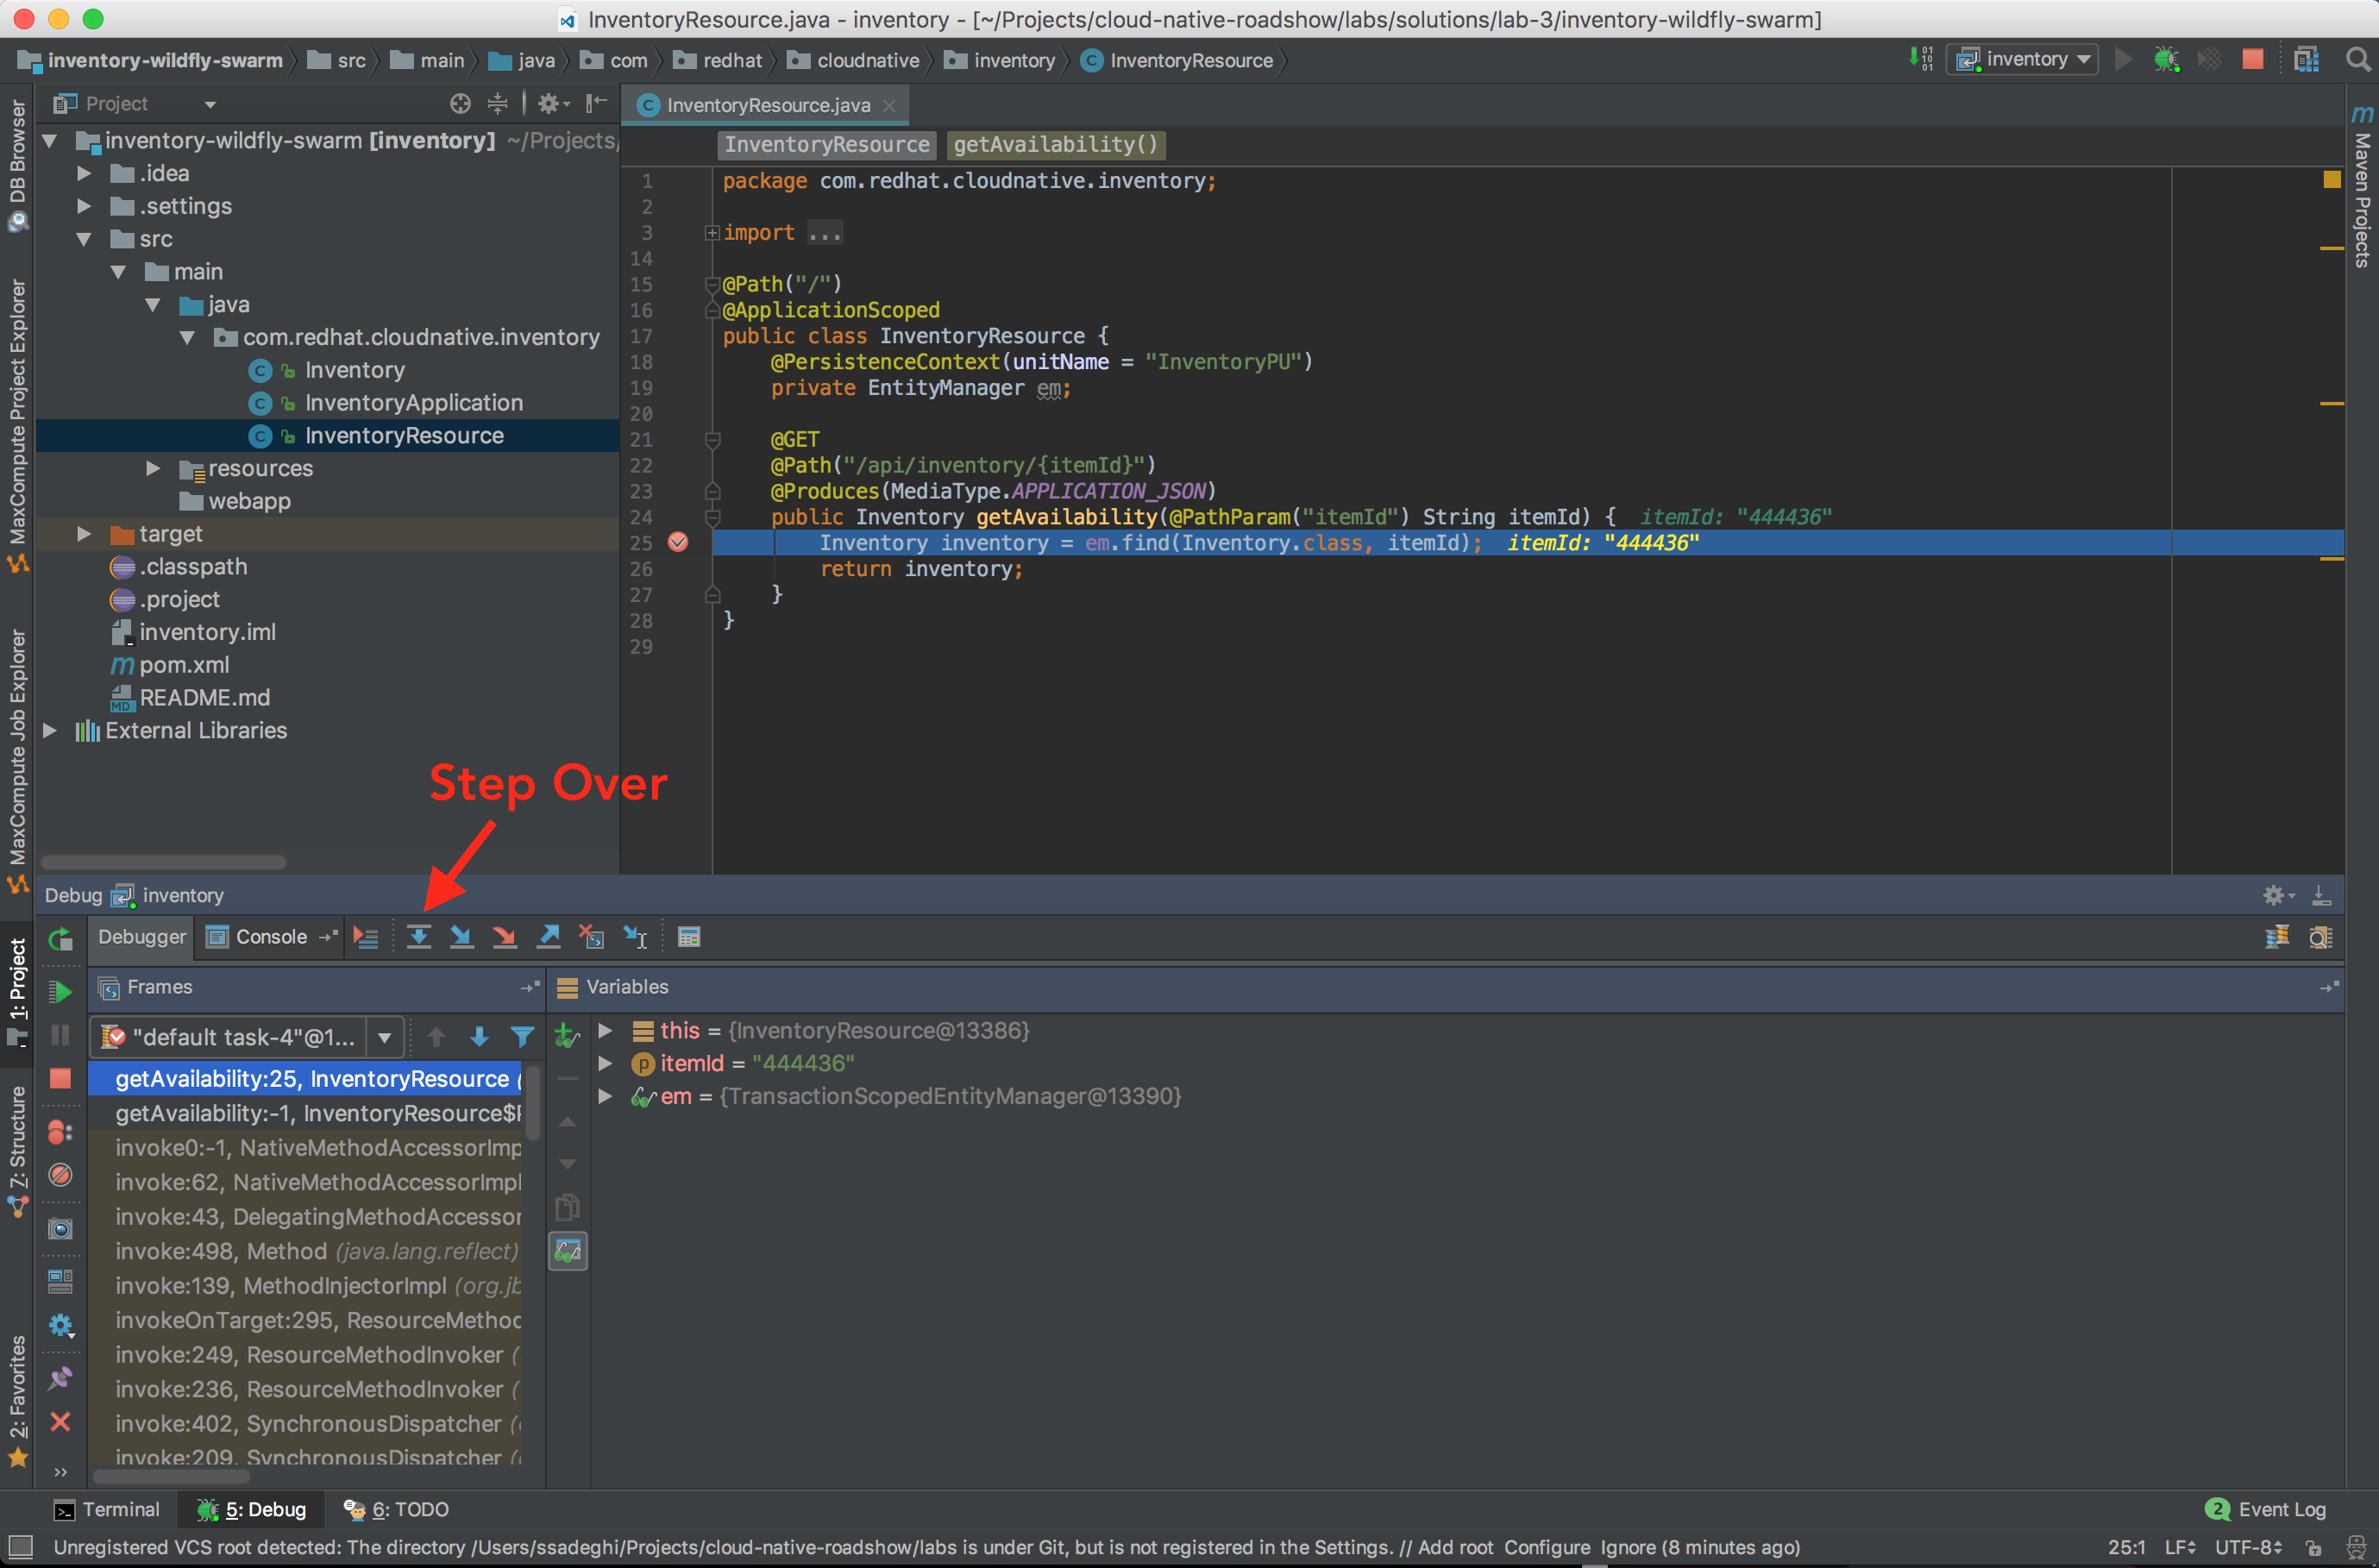 InventoryResource.java - inventory - [~/Projects/cloud-native-roadshow/labs/solutions/lab-3/inventory-wildfly-swarm]
inventory-wildfly-swarm src main java com redhat cloudnative inventory InventoryResource
inventory
Project
InventoryResource.java
InventoryResource getAvailability()
DB Browser
MaxCompute Project Explorer
MaxCompute Job Explorer
1: Project
7: Structure
2: Favorites
Maven Projects
inventory-wildfly-swarm [inventory] ~/Projects/
.idea
.settings
src
main
java
com.redhat.cloudnative.inventory
Inventory
InventoryApplication
InventoryResource
resources
webapp
target
.classpath
.project
inventory.iml
pom.xml
README.md
External Libraries
1 package com.redhat.cloudnative.inventory;
2
3 import ...
14
15 @Path("/")
16 @ApplicationScoped
17 public class InventoryResource {
18 @PersistenceContext(unitName = "InventoryPU")
19 private EntityManager em;
20
21 @GET
22 @Path("/api/inventory/{itemId}")
23 @Produces(MediaType.APPLICATION_JSON)
24 public Inventory getAvailability(@PathParam("itemId") String itemId) { itemId: "444436"
25 Inventory inventory = em.find(Inventory.class, itemId); itemId: "444436"
26 return inventory;
27 }
28 }
29
Step Over
Debug inventory
Debugger Console
Frames
Variables
"default task-4"@1...
getAvailability:25, InventoryResource (
getAvailability:-1, InventoryResource$
invoke0:-1, NativeMethodAccessorImp
invoke:62, NativeMethodAccessorImpl
invoke:43, DelegatingMethodAccessor
invoke:498, Method (java.lang.reflect)
invoke:139, MethodInjectorImpl (org.jb
invokeOnTarget:295, ResourceMethod
invoke:249, ResourceMethodInvoker (
invoke:236, ResourceMethodInvoker (
invoke:402, SynchronousDispatcher (
invoke:209, SynchronousDispatcher (
this = {InventoryResource@13386}
itemId = "444436"
em = {TransactionScopedEntityManager@13390}
Terminal 5: Debug 6: TODO
2 Event Log
Unregistered VCS root detected: The directory /Users/ssadeghi/Projects/cloud-native-roadshow/labs is under Git, but is not registered in the Settings. // Add root Configure Ignore (8 minutes ago)
25:1 LF UTF-8